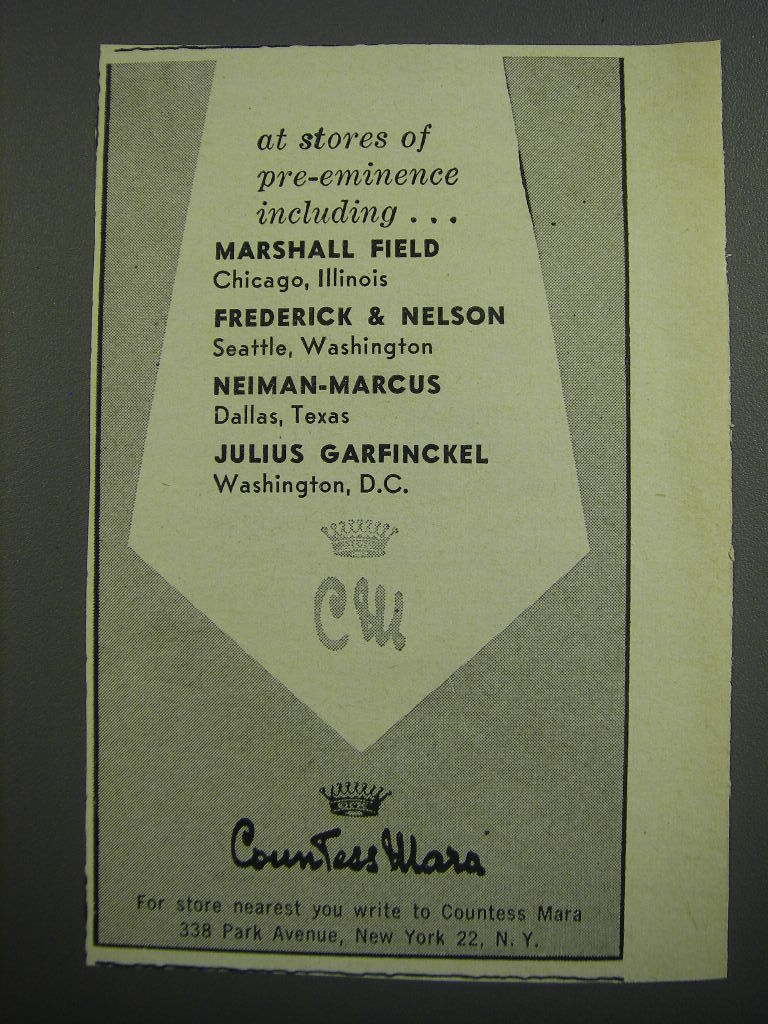 at stores of
pre-eminence
including . . .
MARSHALL FIELD
Chicago, Illinois
FREDERICK & NELSON
Seattle, Washington
NEIMAN-MARCUS
Dallas, Texas
JULIUS GARFINCKEL
Washington, D.C.
CM
Countess Mara
For store nearest you write to Countess Mara
338 Park Avenue, New York 22, N. Y.